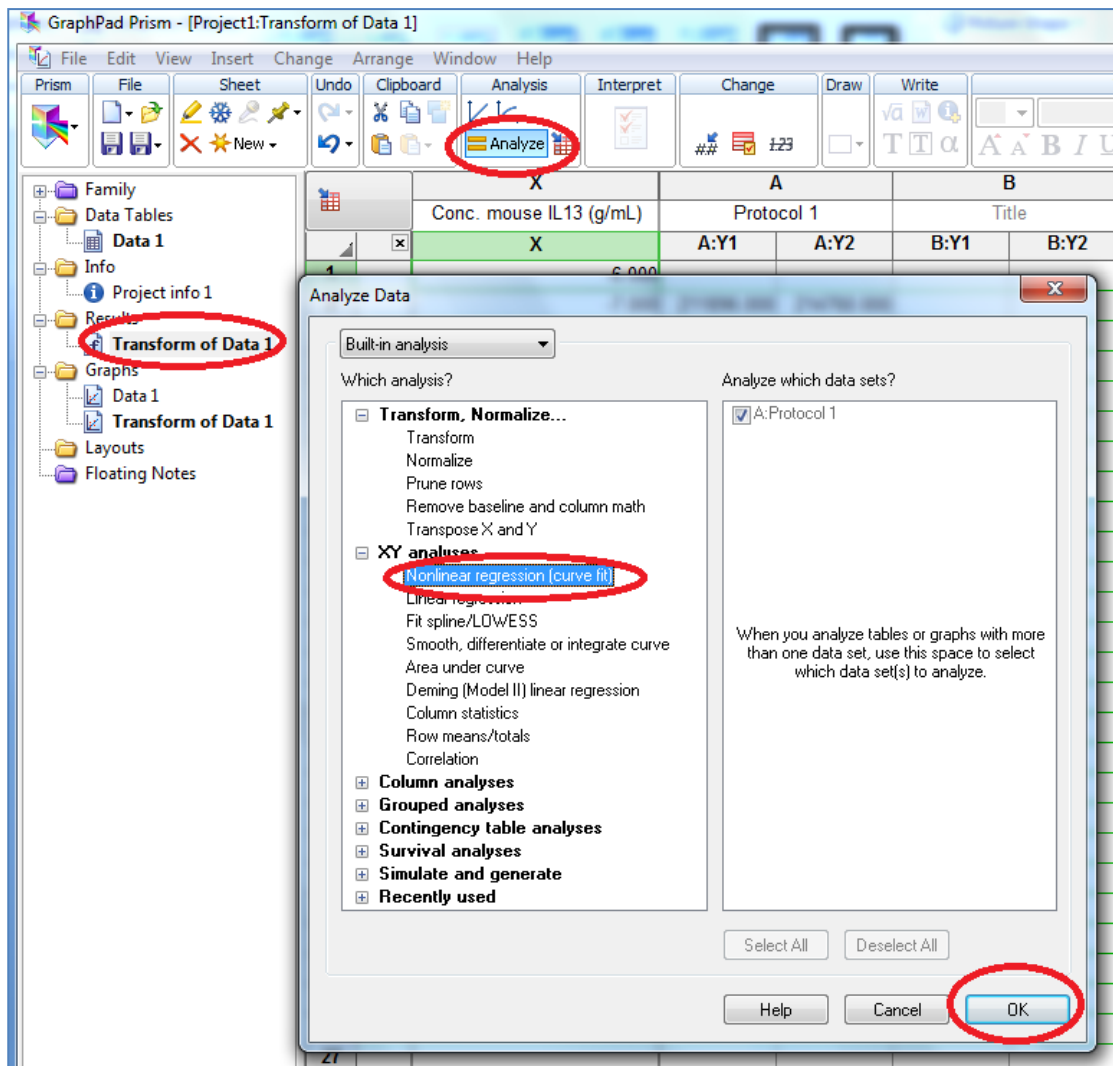 GraphPad Prism - [Project1:Transform of Data 1]
File Edit View Insert Change Arrange Window Help
Prism File Sheet Undo Clipboard Analysis Interpret Change Draw Write
New
Analyze
√α
##.## 123
T T α A A B I U
Family
Data Tables
Data 1
Info
Project info 1
Results
Transform of Data 1
Graphs
Data 1
Transform of Data 1
Layouts
Floating Notes
X A B
Conc. mouse IL13 (g/mL) Protocol 1 Title
X A:Y1 A:Y2 B:Y1 B:Y2
1
Analyze Data
Built-in analysis
Which analysis?
Transform, Normalize...
Transform
Normalize
Prune rows
Remove baseline and column math
Transpose X and Y
XY analyses
Nonlinear regression (curve fit)
Linear regression
Fit spline/LOWESS
Smooth, differentiate or integrate curve
Area under curve
Deming (Model II) linear regression
Column statistics
Row means/totals
Correlation
Column analyses
Grouped analyses
Contingency table analyses
Survival analyses
Simulate and generate
Recently used
Analyze which data sets?
A:Protocol 1
When you analyze tables or graphs with more
than one data set, use this space to select
which data set(s) to analyze.
Select All Deselect All
Help Cancel OK
27